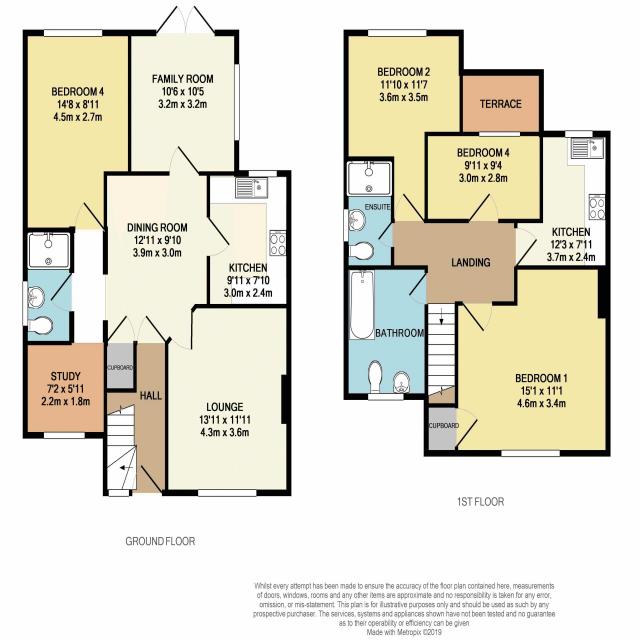 BEDROOM 4
14'8 x 8'11
4.5m x 2.7m
FAMILY ROOM
10'6 x 10'5
3.2m x 3.2m
DINING ROOM
12'11 x 9'10
3.9m x 3.0m
KITCHEN
9'11 x 7'10
3.0m x 2.4m
STUDY
7'2 x 5'11
2.2m x 1.8m
CUPBOARD
HALL
LOUNGE
13'11 x 11'11
4.3m x 3.6m
GROUND FLOOR
BEDROOM 2
11'10 x 11'7
3.6m x 3.5m
TERRACE
BEDROOM 4
9'11 x 9'4
3.0m x 2.8m
ENSUITE
KITCHEN
12'3 x 7'11
3.7m x 2.4m
LANDING
BATHROOM
BEDROOM 1
15'1 x 11'1
4.6m x 3.4m
CUPBOARD
1ST FLOOR
Whilst every attempt has been made to ensure the accuracy of the floor plan contained here, measurements
of doors, windows, rooms and any other items are approximate and no responsibility is taken for any error,
omission, or mis-statement. This plan is for illustrative purposes only and should be used as such by any
prospective purchaser. The services, systems and appliances shown have not been tested and no guarantee
as to their operability or efficiency can be given
Made with Metropix ©2019